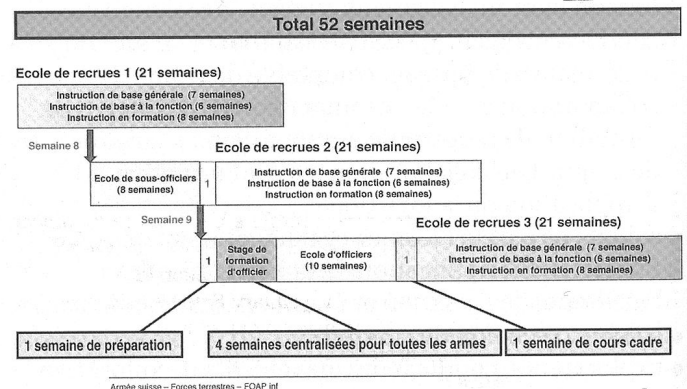 Total 52 semaines
Ecole de recrues 1 (21 semaines)
Instruction de base générale (7 semaines)
Instruction de base à la fonction (6 semaines)
Instruction en formation (8 semaines)
Semaine 8
Ecole de recrues 2 (21 semaines)
Ecole de sous-officiers
(8 semaines)
1
Instruction de base générale (7 semaines)
Instruction de base à la fonction (6 semaines)
Instruction en formation (8 semaines)
Semaine 9
Ecole de recrues 3 (21 semaines)
1
Stage de
formation
d'officier
Ecole d'officiers
(10 semaines)
1
Instruction de base générale (7 semaines)
Instruction de base à la fonction (6 semaines)
Instruction en formation (8 semaines)
1 semaine de préparation
4 semaines centralisées pour toutes les armes
1 semaine de cours cadre
Armée suisse – Forces terrestres – FOAP inf